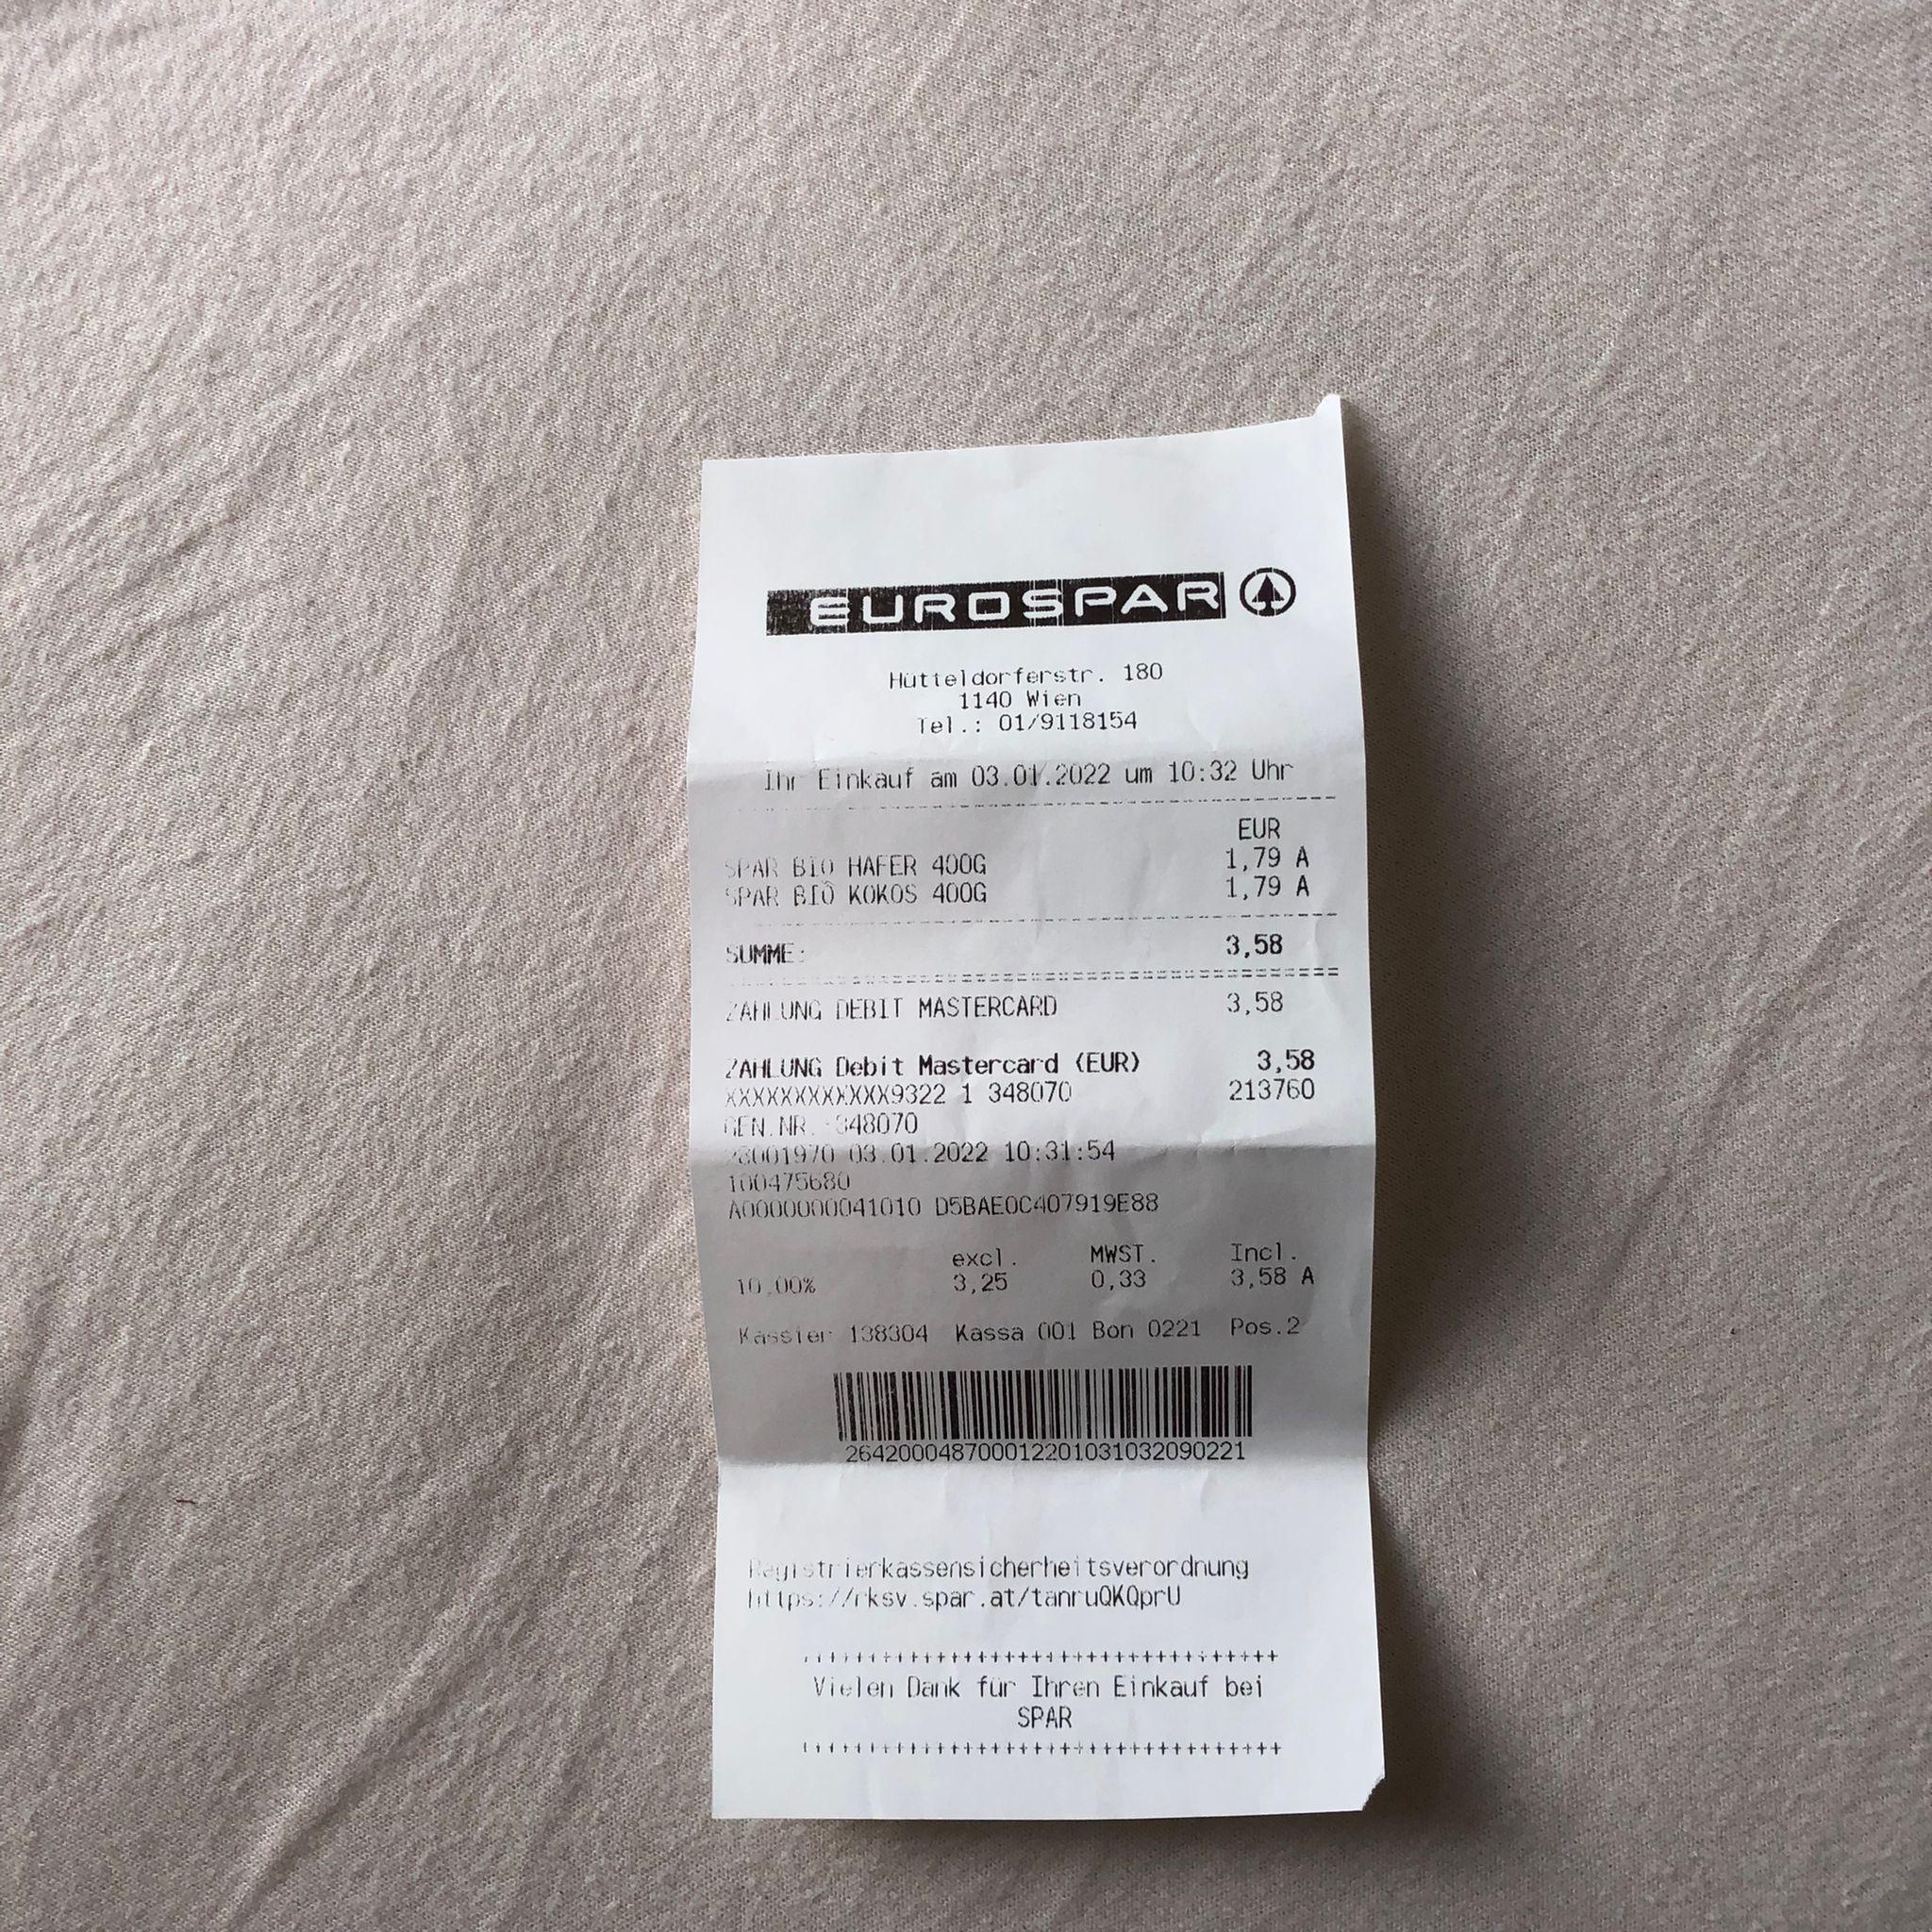 EUROSPAR
Hütteldorferstr. 180
1140 Wien
Tel.: 01/9118154
Ihr Einkauf am 03.01.2022 um 10:32 Uhr
EUR
SPAR BIO HAFER 400G 1,79 A
SPAR BIO KOKOS 400G 1,79 A
SUMME: 3,58
ZAHLUNG DEBIT MASTERCARD 3,58
ZAHLUNG Debit Mastercard (EUR) 3,58
XXXXXXXXXXXX9322 1 348070 213760
GEN.NR.:348070
23001970 03.01.2022 10:31:54
100475680
A0000000041010 D5BAE0C407919E88
excl. MWST. Incl.
10,00% 3,25 0,33 3,58 A
Kassier 138304 Kassa 001 Bon 0221 Pos.2
264200048700012201031032090221
Registrierkassensicherheitsverordnung
https://rksv.spar.at/tanruQKQprU
+++++++++++++++++++++++++++++++++++
Vielen Dank für Ihren Einkauf bei
SPAR
+++++++++++++++++++++++++++++++++++